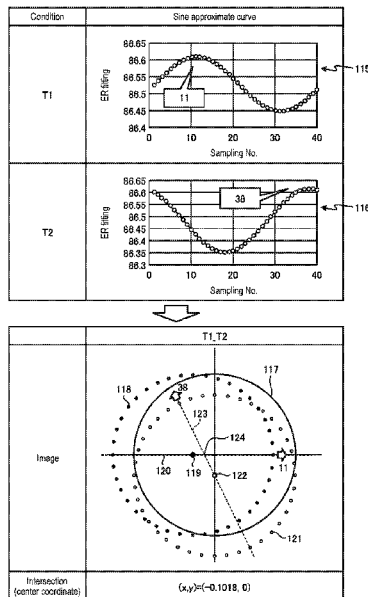 Condition Sine approximate curve
T1
ER fitting
86.65
86.6
86.55
86.5
86.45
86.4
11
0 10 20 30 40
Sampling No.
115
T2
ER fitting
86.65
86.6
86.55
86.5
86.45
86.4
86.35
86.3
38
0 10 20 30 40
Sampling No.
116
T1_T2
Image
118
38
117
123
124
120
119
122
11
121
Intersection
(center coordinate)
(x,y)=(-0.1018, 0)